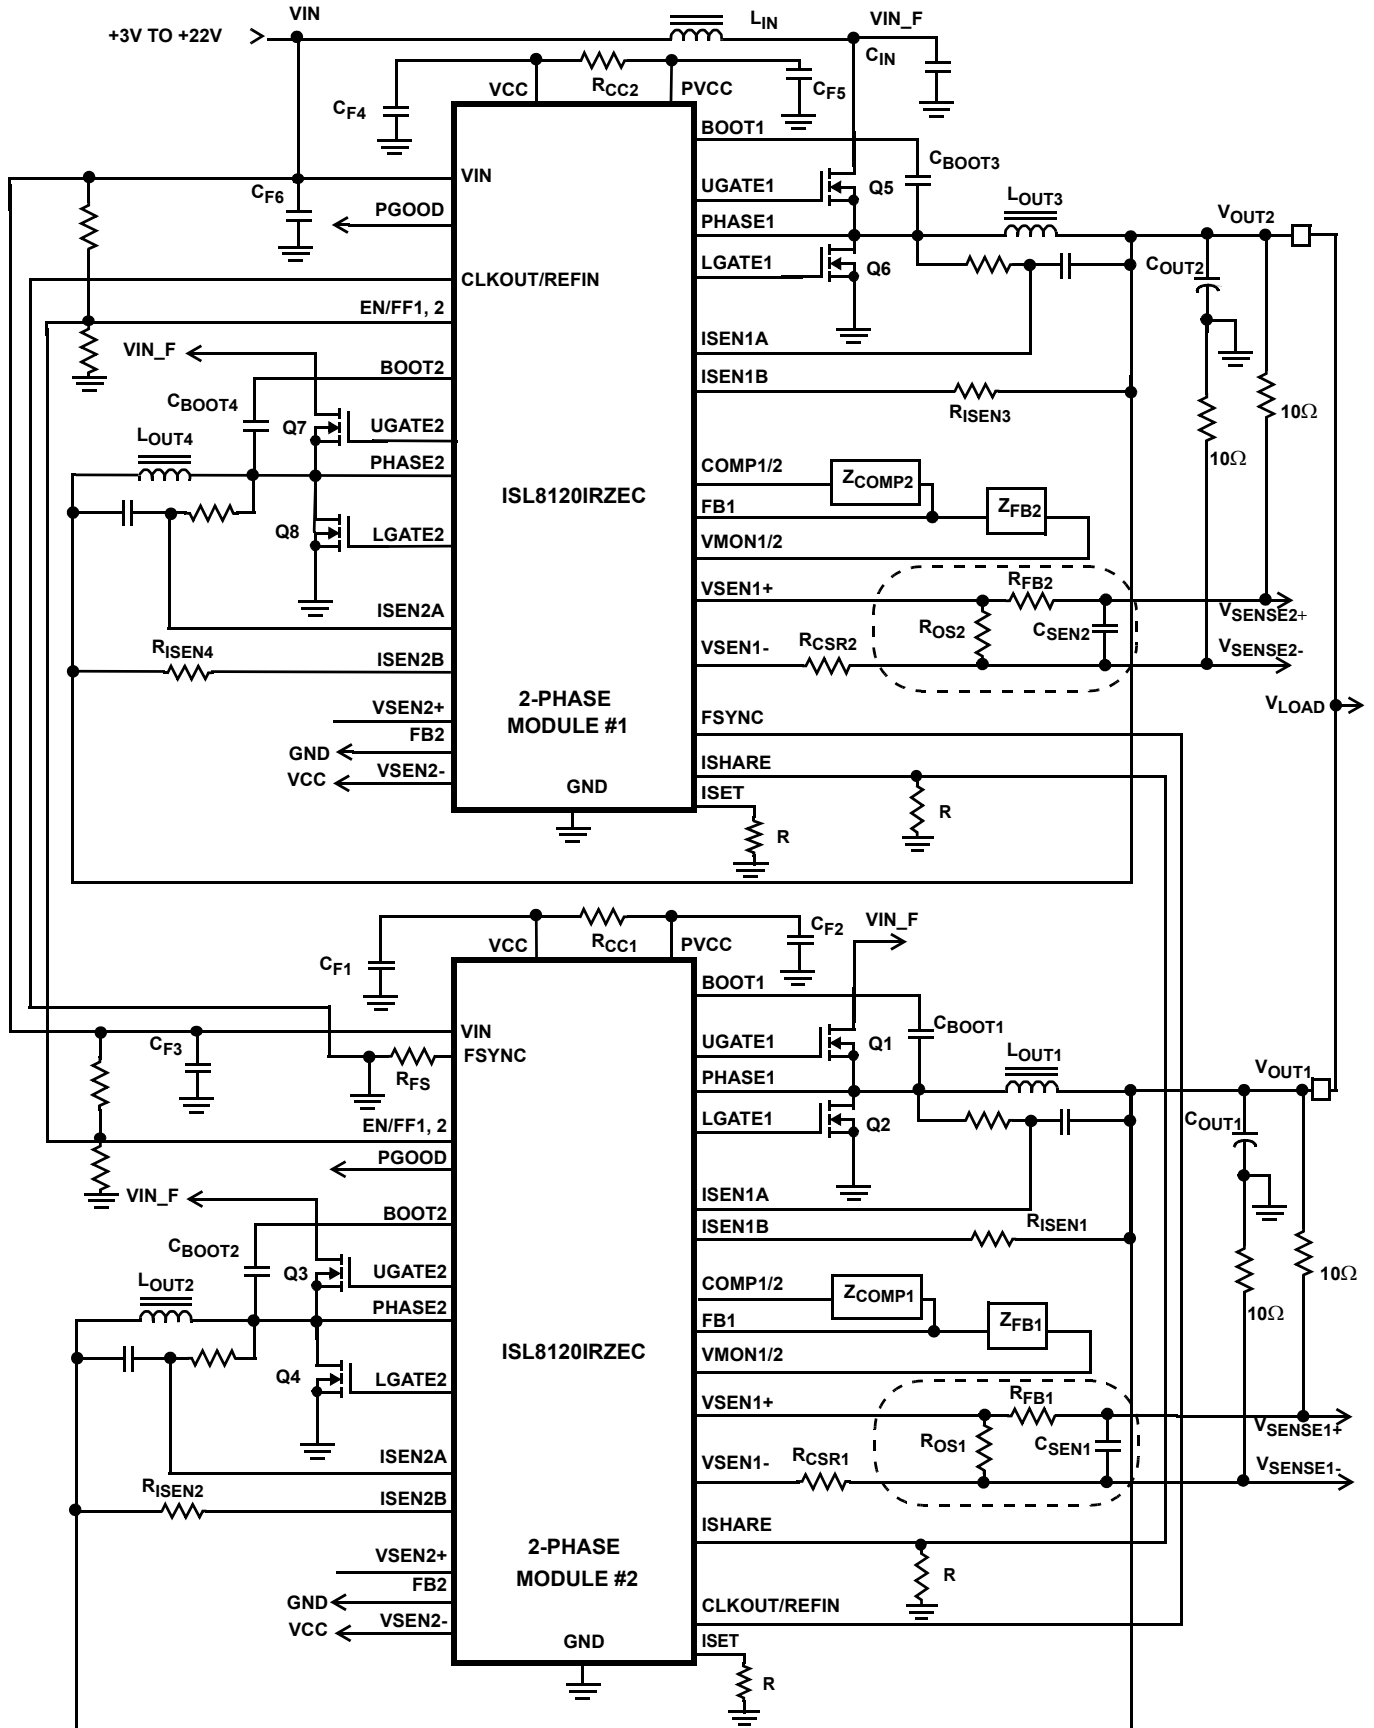 VIN
LIN
VIN_F
+3V TO +22V
CIN
RCC2
VCC
PVCC
CF4
CF5
BOOT1
CBOOT3
VIN
CF6
UGATE1
Q5
LOUT3
PGOOD
PHASE1
VOUT2
LGATE1
Q6
COUT2
CLKOUT/REFIN
EN/FF1, 2
VIN_F
ISEN1A
BOOT2
ISEN1B
CBOOT4
RISEN3
10Ω
Q7
UGATE2
LOUT4
PHASE2
COMP1/2
ZCOMP2
10Ω
ISL8120IRZEC
FB1
ZFB2
Q8
LGATE2
VMON1/2
RFB2
VSEN1+
ISEN2A
ROS2
CSEN2
VSENSE2+
RISEN4
ISEN2B
VSEN1-
RCSR2
VSENSE2-
2-PHASE
MODULE #1
VSEN2+
FSYNC
VLOAD
FB2
GND
VCC
VSEN2-
ISHARE
GND
ISET
R
R
VCC
RCC1
PVCC
CF2
VIN_F
CF1
BOOT1
CBOOT1
VIN
CF3
FSYNC
RFS
UGATE1
Q1
LOUT1
PHASE1
VOUT1
EN/FF1, 2
LGATE1
Q2
COUT1
PGOOD
VIN_F
ISEN1A
BOOT2
ISEN1B
RISEN1
CBOOT2
Q3
UGATE2
LOUT2
COMP1/2
ZCOMP1
10Ω
PHASE2
FB1
ZFB1
10Ω
ISL8120IRZEC
VMON1/2
Q4
LGATE2
VSEN1+
RFB1
VSENSE1+
ROS1
CSEN1
ISEN2A
VSEN1-
RCSR1
VSENSE1-
RISEN2
ISEN2B
ISHARE
2-PHASE
MODULE #2
VSEN2+
R
FB2
GND
VCC
VSEN2-
CLKOUT/REFIN
GND
ISET
R